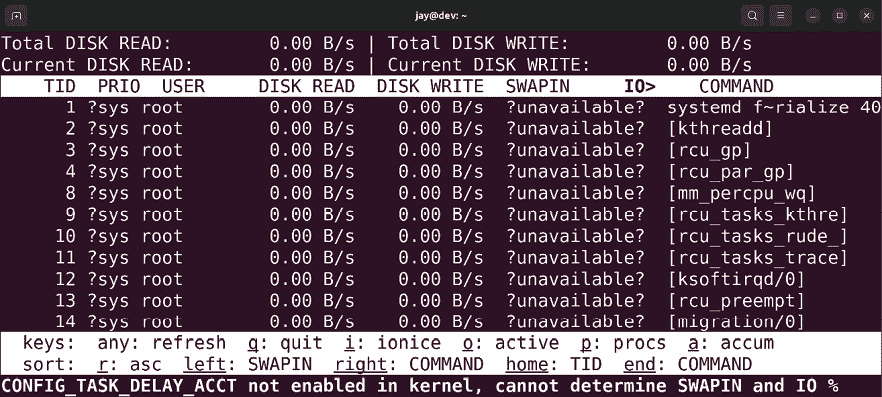 jay@dev: ~
Total DISK READ: 0.00 B/s | Total DISK WRITE: 0.00 B/s
Current DISK READ: 0.00 B/s | Current DISK WRITE: 0.00 B/s
TID PRIO USER DISK READ DISK WRITE SWAPIN IO> COMMAND
1 ?sys root 0.00 B/s 0.00 B/s ?unavailable? systemd f~rialize 40
2 ?sys root 0.00 B/s 0.00 B/s ?unavailable? [kthreadd]
3 ?sys root 0.00 B/s 0.00 B/s ?unavailable? [rcu_gp]
4 ?sys root 0.00 B/s 0.00 B/s ?unavailable? [rcu_par_gp]
8 ?sys root 0.00 B/s 0.00 B/s ?unavailable? [mm_percpu_wq]
9 ?sys root 0.00 B/s 0.00 B/s ?unavailable? [rcu_tasks_kthre]
10 ?sys root 0.00 B/s 0.00 B/s ?unavailable? [rcu_tasks_rude_]
11 ?sys root 0.00 B/s 0.00 B/s ?unavailable? [rcu_tasks_trace]
12 ?sys root 0.00 B/s 0.00 B/s ?unavailable? [ksoftirqd/0]
13 ?sys root 0.00 B/s 0.00 B/s ?unavailable? [rcu_preempt]
14 ?sys root 0.00 B/s 0.00 B/s ?unavailable? [migration/0]
keys: any: refresh q: quit i: ionice o: active p: procs a: accum
sort: r: asc left: SWAPIN right: COMMAND home: TID end: COMMAND
CONFIG_TASK_DELAY_ACCT not enabled in kernel, cannot determine SWAPIN and IO %